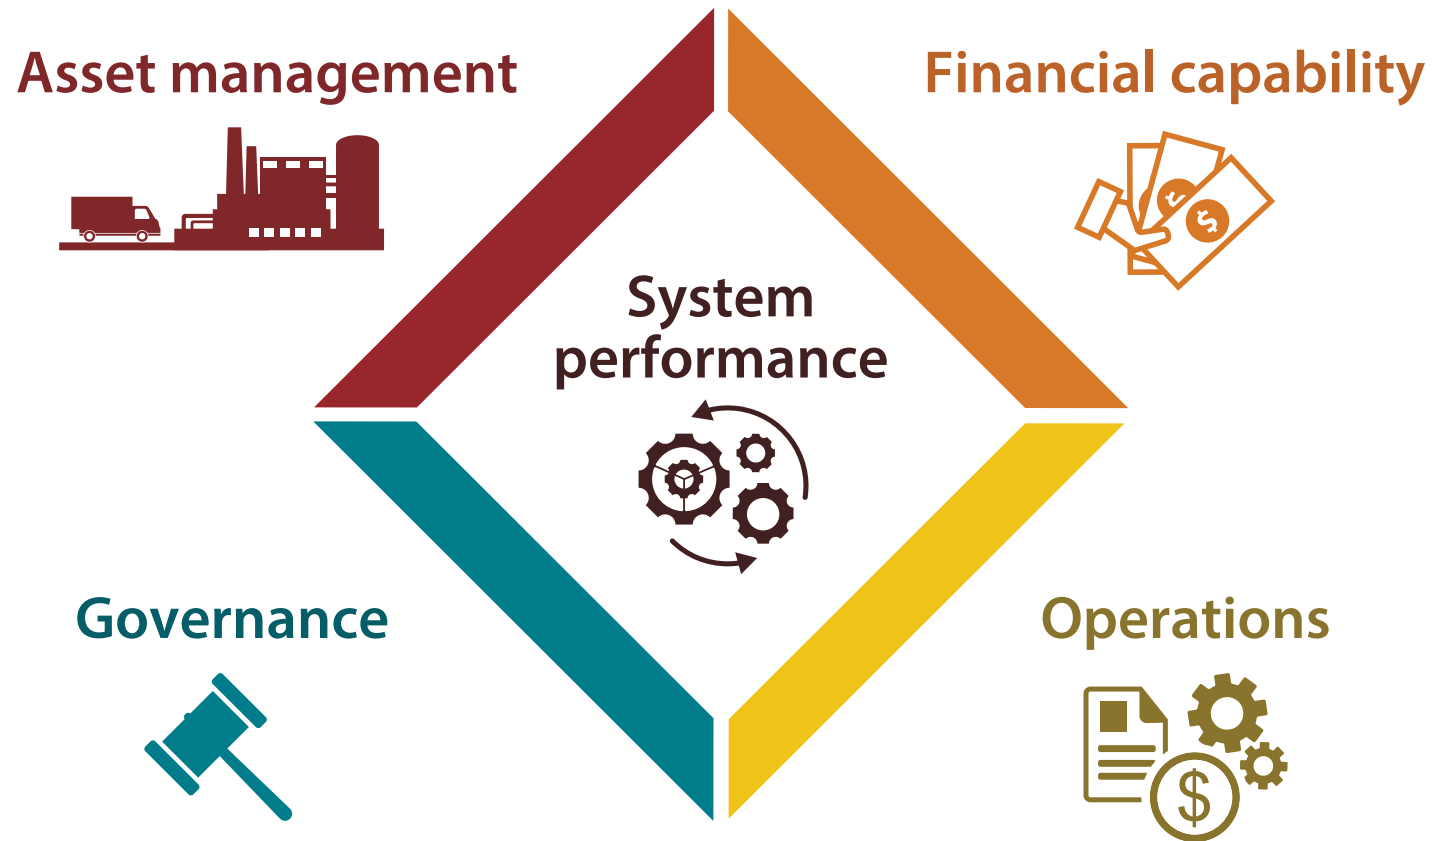 Asset management
Financial capability
$
$
System
performance
Governance
Operations
$